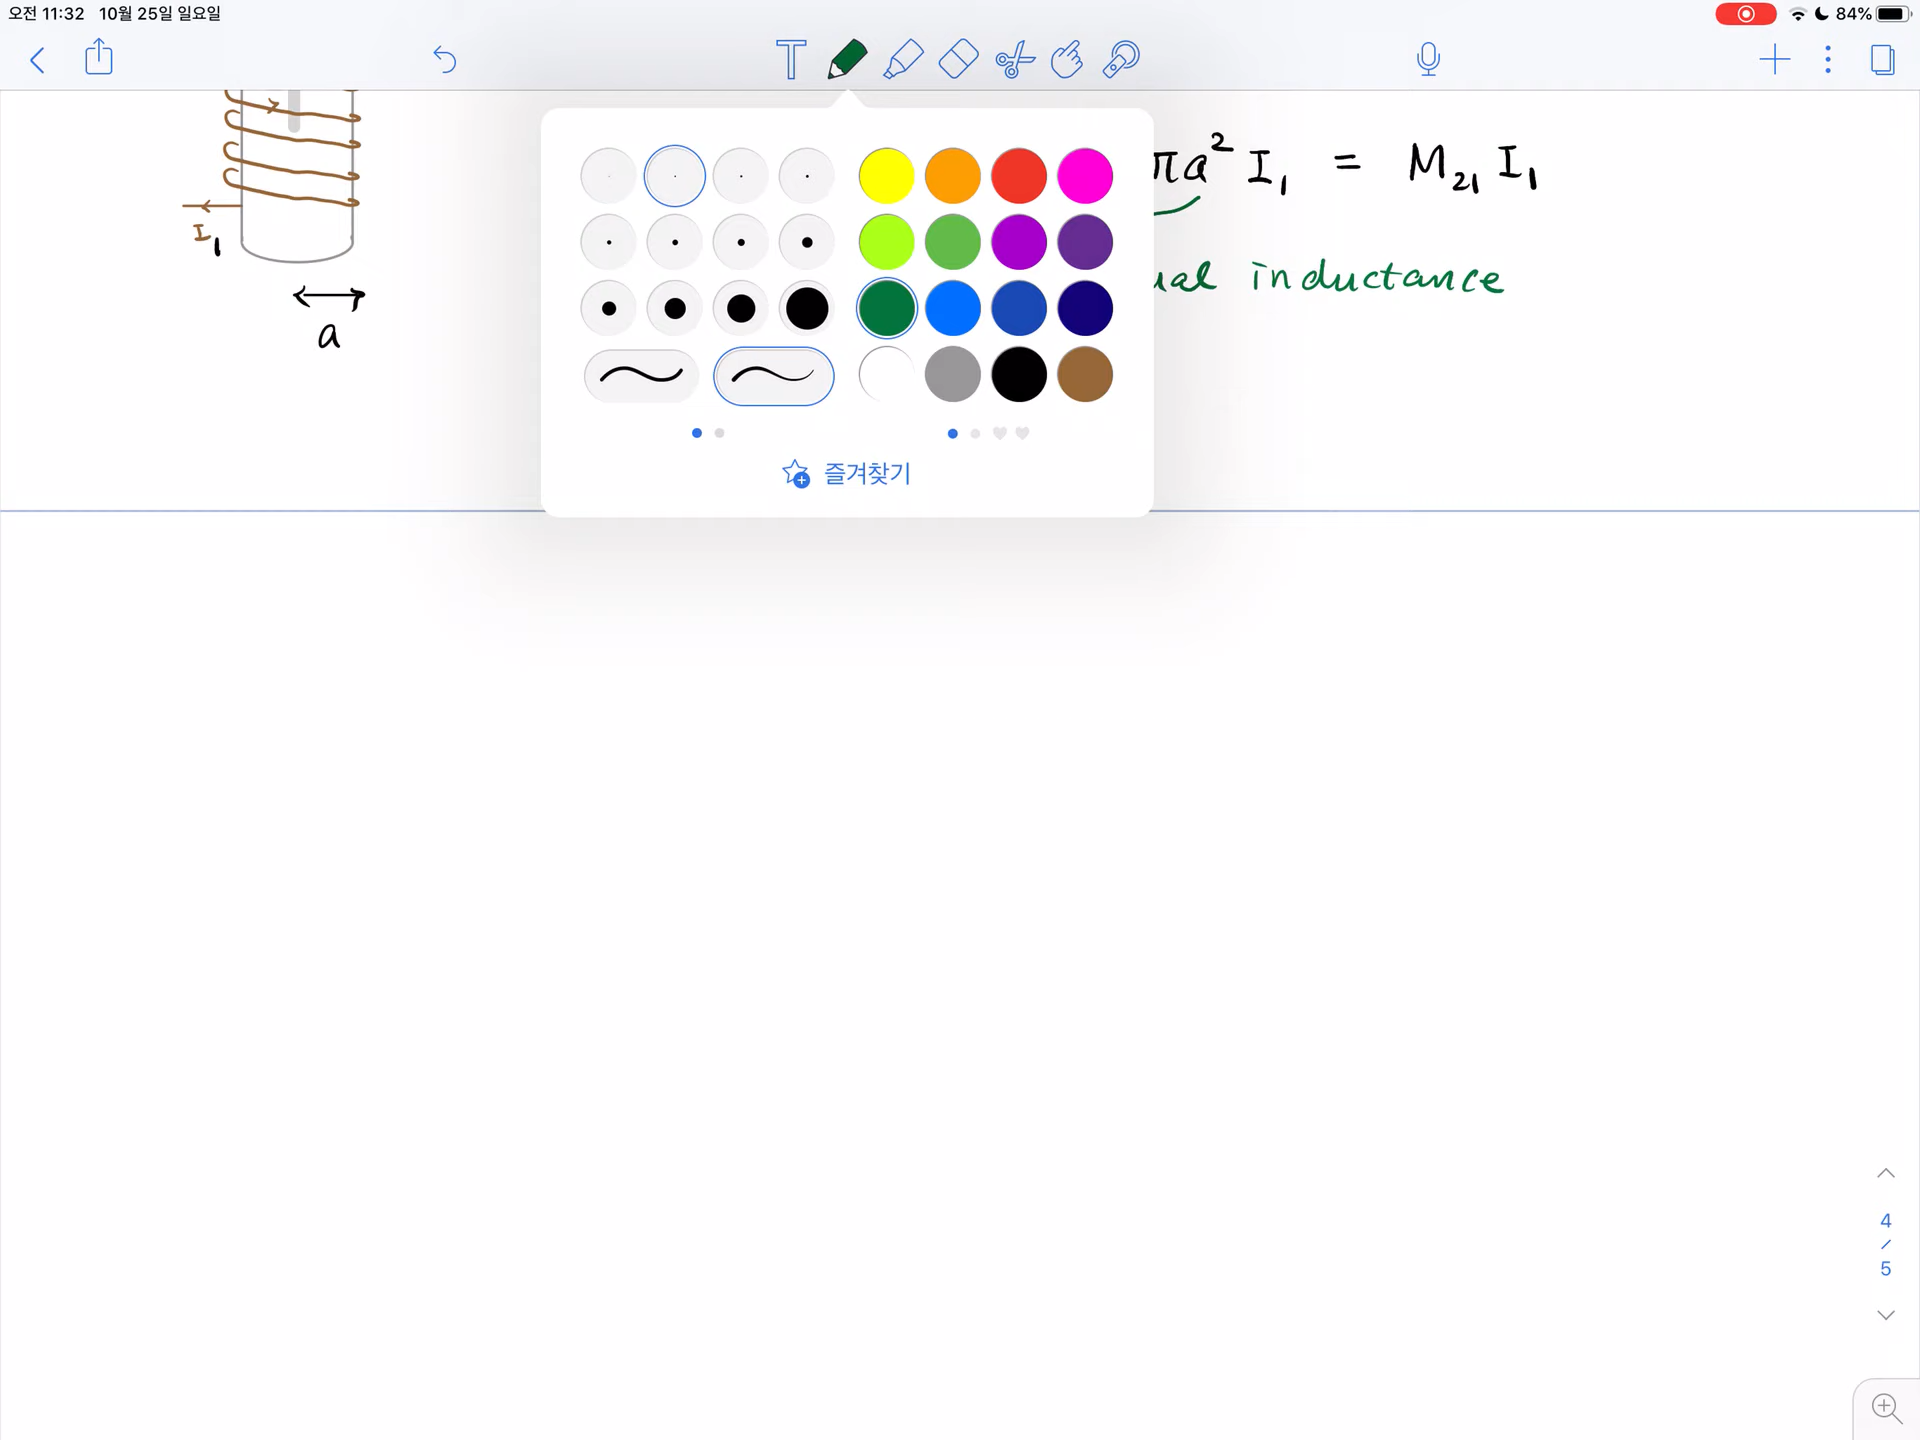 오전 11:32 10월 25일 일요일
84%
T
πa² I₁ = M₂₁ I₁
I₁
ual inductance
a
즐겨찾기
4
/
5